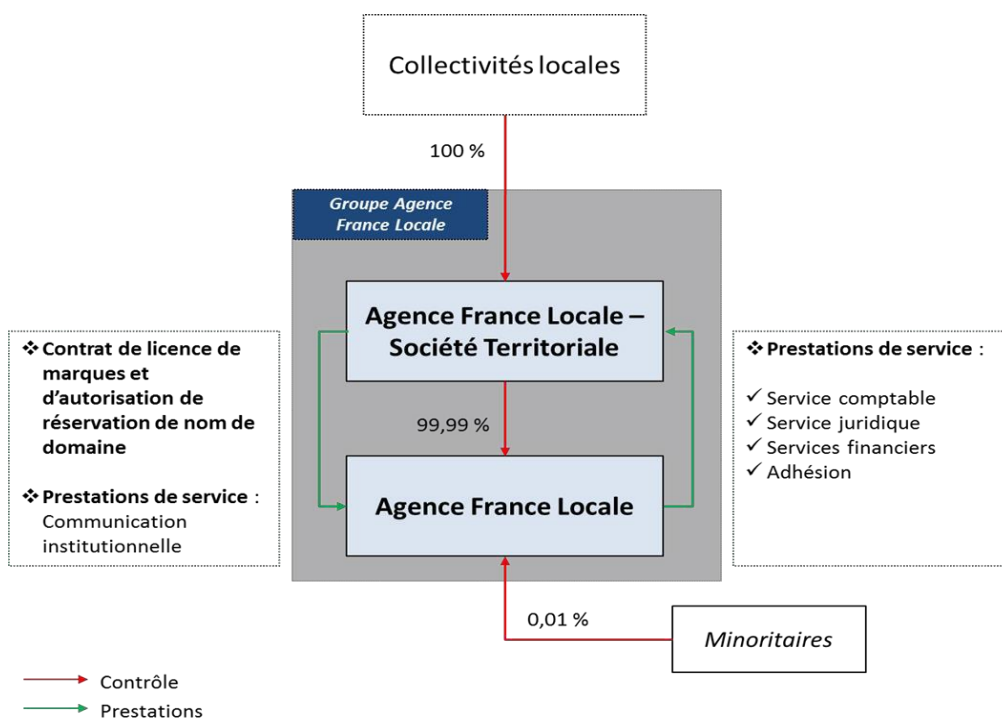 Collectivités locales
100 %
Groupe Agence
France Locale
Agence France Locale –
Société Territoriale
❖ Contrat de licence de
marques et
d'autorisation de
réservation de nom de
domaine
❖ Prestations de service :
Communication
institutionnelle
99,99 %
Agence France Locale
❖ Prestations de service :
✓ Service comptable
✓ Service juridique
✓ Services financiers
✓ Adhésion
0,01 %
Minoritaires
Contrôle
Prestations